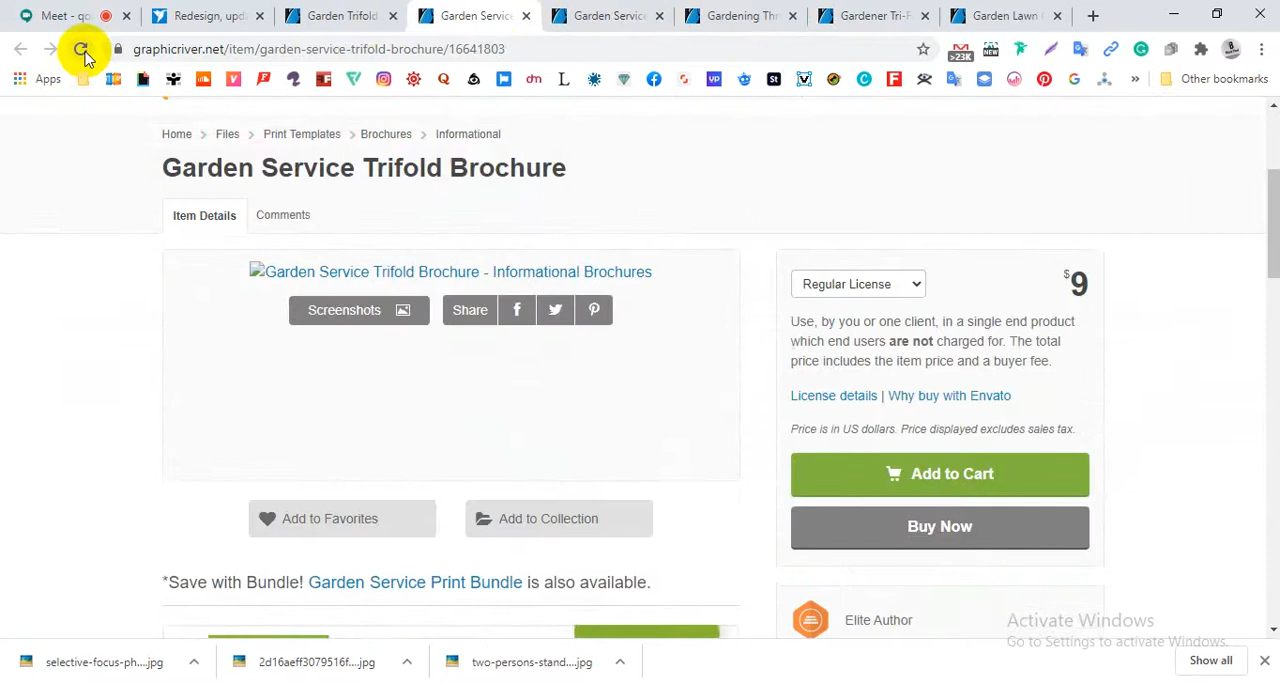 Meet - qo
Redesign, upd
Garden Trifold
Garden Service
Garden Service
Gardening Thr
Gardener Tri-F
Garden Lawn C
graphicriver.net/item/garden-service-trifold-brochure/16641803
>23K
NEW
Apps
Other bookmarks
Home > Files > Print Templates > Brochures > Informational
Garden Service Trifold Brochure
Item Details
Comments
Garden Service Trifold Brochure - Informational Brochures
Screenshots
Share
Regular License
$9
Use, by you or one client, in a single end product
which end users are not charged for. The total
price includes the item price and a buyer fee.
License details | Why buy with Envato
Price is in US dollars. Price displayed excludes sales tax.
Add to Cart
Buy Now
Add to Favorites
Add to Collection
*Save with Bundle! Garden Service Print Bundle is also available.
Elite Author
Activate Windows
Go to Settings to activate Windows.
selective-focus-ph....jpg
2d16aeff3079516f....jpg
two-persons-stand....jpg
Show all